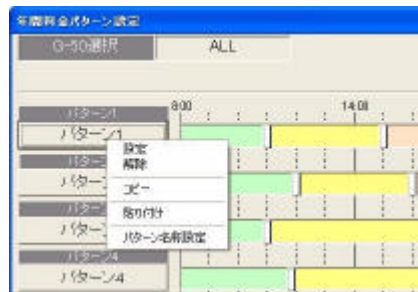 年間料金パターン設定
G-50選択 ALL
8:00 14:00
パターン1
パターン1
設定
解除
コピー
貼り付け
パターン名称設定
パターン4
パターン4